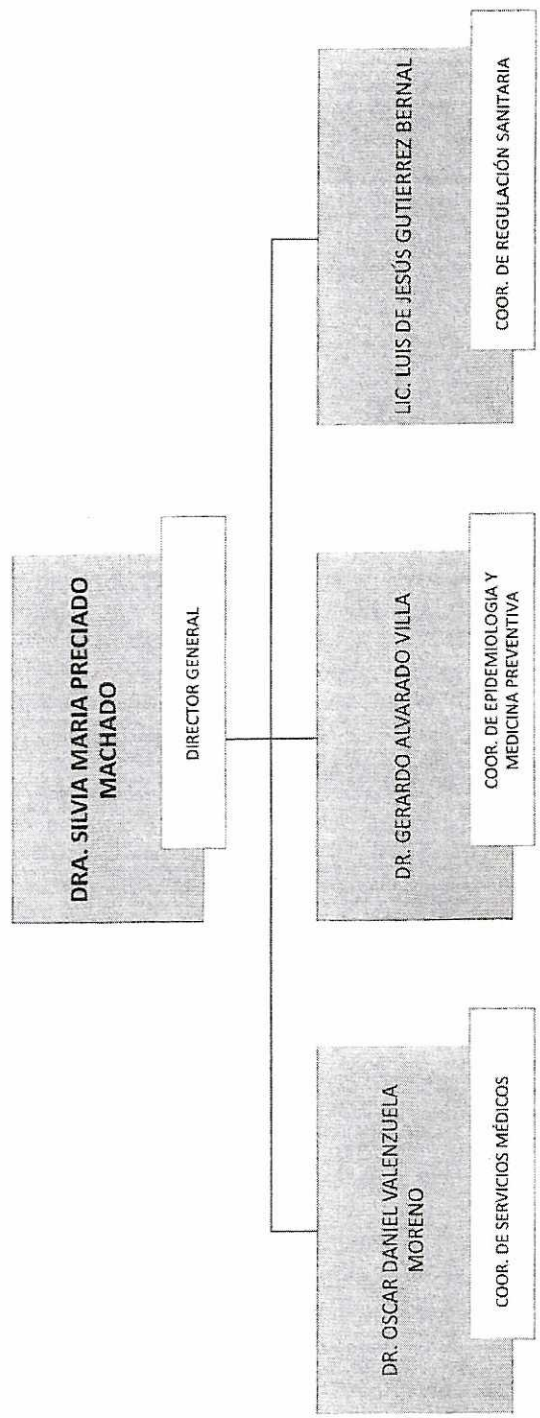 DRA. SILVIA MARIA PRECIADO
MACHADO
DIRECTOR GENERAL
DR. OSCAR DANIEL VALENZUELA
MORENO
COOR. DE SERVICIOS MÉDICOS
DR. GERARDO ALVARADO VILLA
COOR. DE EPIDEMIOLOGIA Y
MEDICINA PREVENTIVA
LIC. LUIS DE JESÚS GUTIERREZ BERNAL
COOR. DE REGULACIÓN SANITARIA